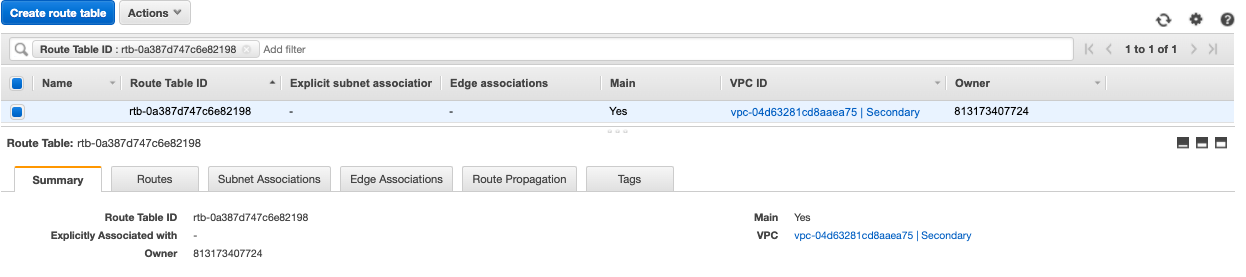 Create route table Actions
Route Table ID : rtb-0a387d747c6e82198 Add filter 1 to 1 of 1
Name Route Table ID Explicit subnet associatior Edge associations Main VPC ID Owner
rtb-0a387d747c6e82198 - - Yes vpc-04d63281cd8aaea75 | Secondary 813173407724
Route Table: rtb-0a387d747c6e82198
Summary Routes Subnet Associations Edge Associations Route Propagation Tags
Route Table ID rtb-0a387d747c6e82198 Main Yes
Explicitly Associated with - VPC vpc-04d63281cd8aaea75 | Secondary
Owner 813173407724